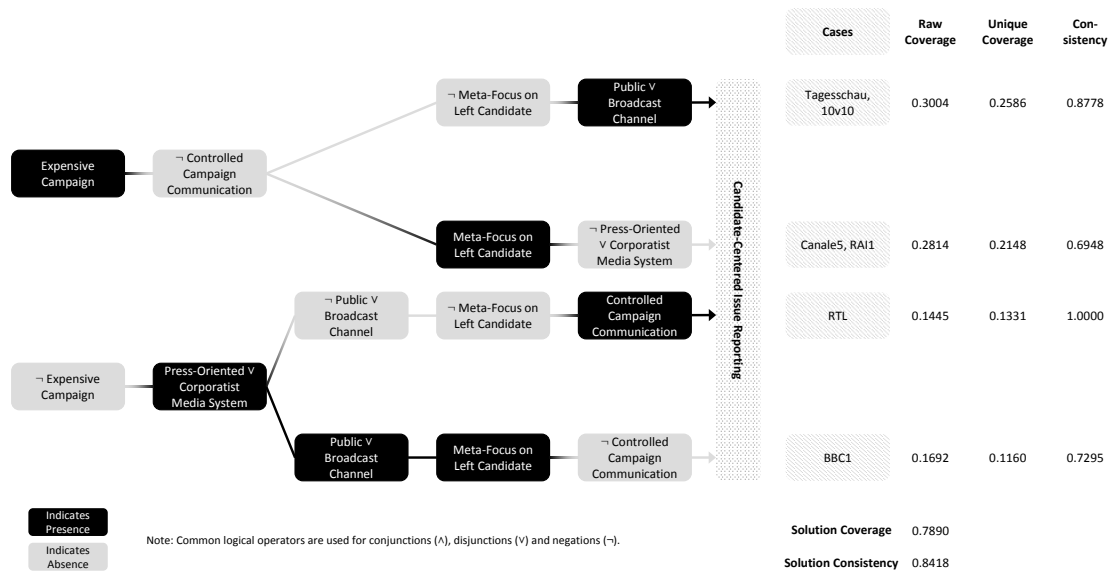 Cases
Raw
Coverage
Unique
Coverage
Con-
sistency
¬ Meta-Focus on
Left Candidate
Public ∨
Broadcast
Channel
Tagesschau,
10v10
0.3004
0.2586
0.8778
Expensive
Campaign
¬ Controlled
Campaign
Communication
Candidate-Centered Issue Reporting
Meta-Focus on
Left Candidate
¬ Press-Oriented
∨ Corporatist
Media System
Canale5, RAI1
0.2814
0.2148
0.6948
¬ Public ∨
Broadcast
Channel
¬ Meta-Focus on
Left Candidate
Controlled
Campaign
Communication
RTL
0.1445
0.1331
1.0000
¬ Expensive
Campaign
Press-Oriented ∨
Corporatist
Media System
Public ∨
Broadcast
Channel
Meta-Focus on
Left Candidate
¬ Controlled
Campaign
Communication
BBC1
0.1692
0.1160
0.7295
Indicates
Presence
Indicates
Absence
Note: Common logical operators are used for conjunctions (∧), disjunctions (∨) and negations (¬).
Solution Coverage 0.7890
Solution Consistency 0.8418